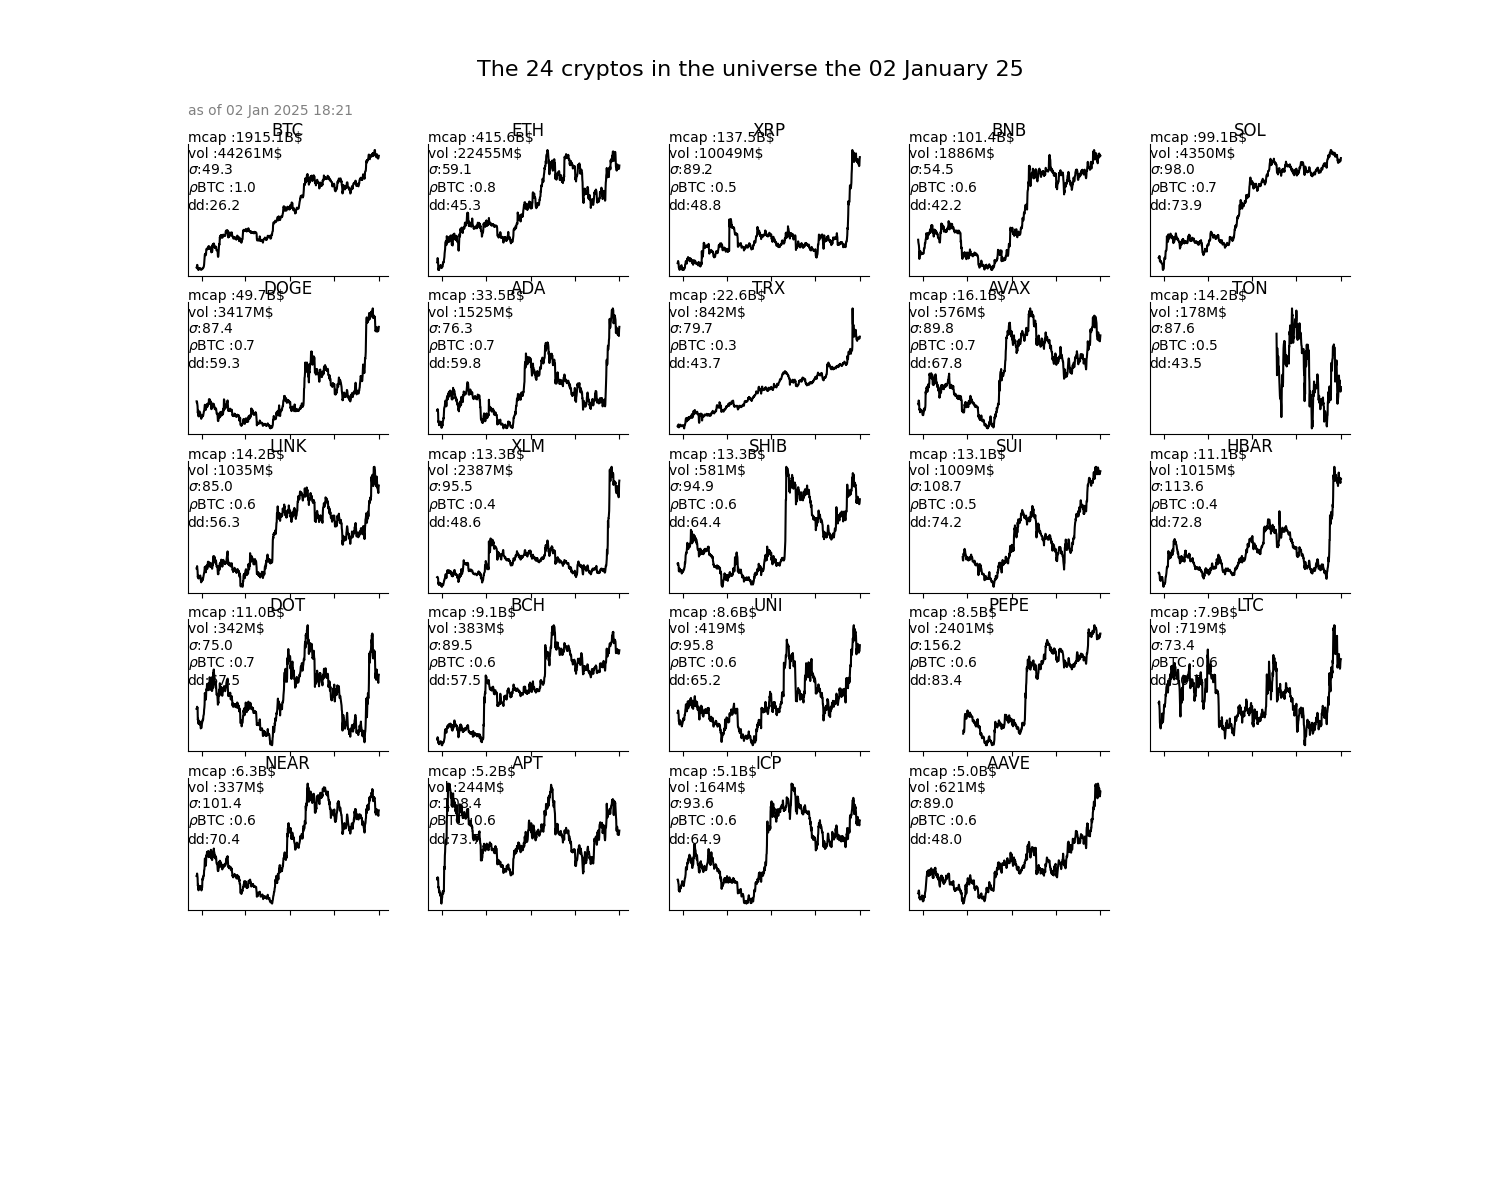 The 24 cryptos in the universe the 02 January 25
as of 02 Jan 2025 18:21
BTC
mcap :1915.1B$
vol :44261M$
σ:49.3
ρBTC :1.0
dd:26.2
ETH
mcap :415.6B$
vol :22455M$
σ:59.1
ρBTC :0.8
dd:45.3
XRP
mcap :137.5B$
vol :10049M$
σ:89.2
ρBTC :0.5
dd:48.8
BNB
mcap :101.4B$
vol :1886M$
σ:54.5
ρBTC :0.6
dd:42.2
SOL
mcap :99.1B$
vol :4350M$
σ:98.0
ρBTC :0.7
dd:73.9
DOGE
mcap :49.7B$
vol :3417M$
σ:87.4
ρBTC :0.7
dd:59.3
ADA
mcap :33.5B$
vol :1525M$
σ:76.3
ρBTC :0.7
dd:59.8
TRX
mcap :22.6B$
vol :842M$
σ:79.7
ρBTC :0.3
dd:43.7
AVAX
mcap :16.1B$
vol :576M$
σ:89.8
ρBTC :0.7
dd:67.8
TON
mcap :14.2B$
vol :178M$
σ:87.6
ρBTC :0.5
dd:43.5
LINK
mcap :14.2B$
vol :1035M$
σ:85.0
ρBTC :0.6
dd:56.3
XLM
mcap :13.3B$
vol :2387M$
σ:95.5
ρBTC :0.4
dd:48.6
SHIB
mcap :13.3B$
vol :581M$
σ:94.9
ρBTC :0.6
dd:64.4
SUI
mcap :13.1B$
vol :1009M$
σ:108.7
ρBTC :0.5
dd:74.2
HBAR
mcap :11.1B$
vol :1015M$
σ:113.6
ρBTC :0.4
dd:72.8
DOT
mcap :11.0B$
vol :342M$
σ:75.0
ρBTC :0.7
BCH
mcap :9.1B$
vol :383M$
σ:89.5
ρBTC :0.6
dd:57.5
UNI
mcap :8.6B$
vol :419M$
σ:95.8
ρBTC :0.6
dd:65.2
PEPE
mcap :8.5B$
vol :2401M$
σ:156.2
ρBTC :0.6
dd:83.4
LTC
mcap :7.9B$
vol :719M$
σ:73.4
ρBTC :0.6
NEAR
mcap :6.3B$
vol :337M$
σ:101.4
ρBTC :0.6
dd:70.4
APT
mcap :5.2B$
vol :244M$
σ:108.4
ρBTC :0.6
ICP
mcap :5.1B$
vol :164M$
σ:93.6
ρBTC :0.6
dd:64.9
AAVE
mcap :5.0B$
vol :621M$
σ:89.0
ρBTC :0.6
dd:48.0